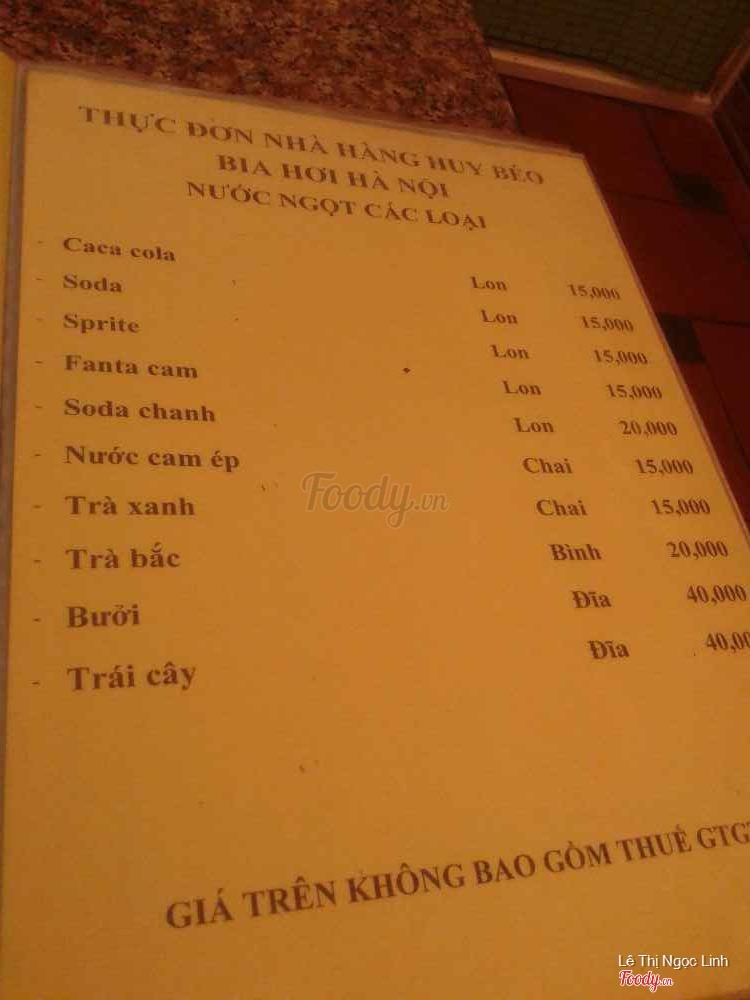 THỰC ĐƠN NHÀ HÀNG HUY BÉO
BIA HƠI HÀ NỘI
NƯỚC NGỌT CÁC LOẠI
- Caca cola Lon 15,000
- Soda Lon 15,000
- Sprite Lon 15,000
- Fanta cam Lon 15,000
- Soda chanh Lon 20,000
- Nước cam ép Chai 15,000
- Trà xanh Chai 15,000
- Trà bắc Bình 20,000
- Bưởi Đĩa 40,000
- Trái cây Đĩa 40,00
Foody.vn
GIÁ TRÊN KHÔNG BAO GỒM THUẾ GTGT
Lê Thị Ngọc Linh
Foody.vn